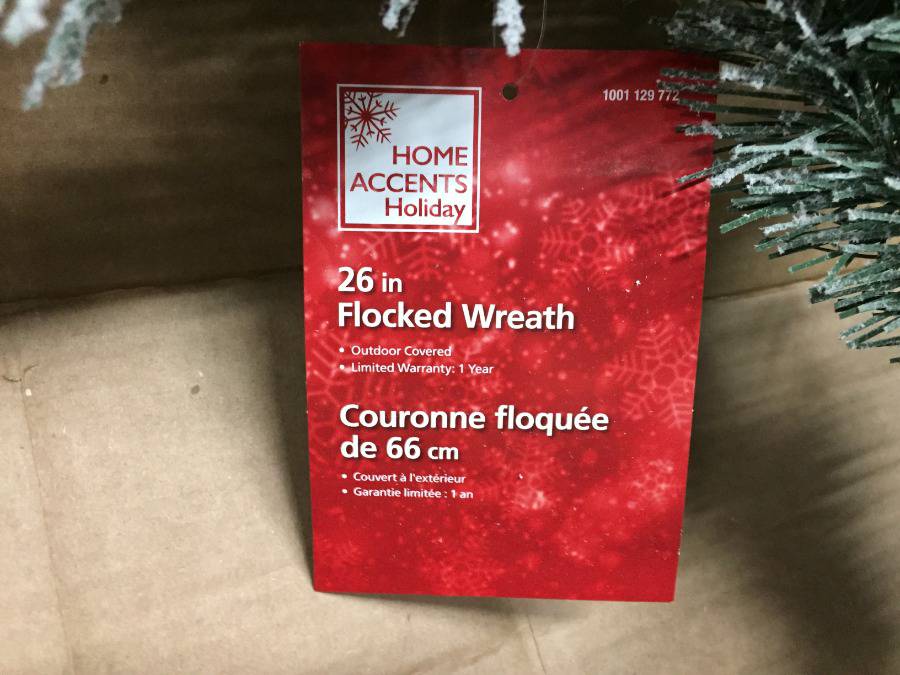 1001 129 772
HOME
ACCENTS
Holiday
26 in
Flocked Wreath
• Outdoor Covered
• Limited Warranty: 1 Year
Couronne floquée
de 66 cm
• Couvert à l'extérieur
• Garantie limitée : 1 an